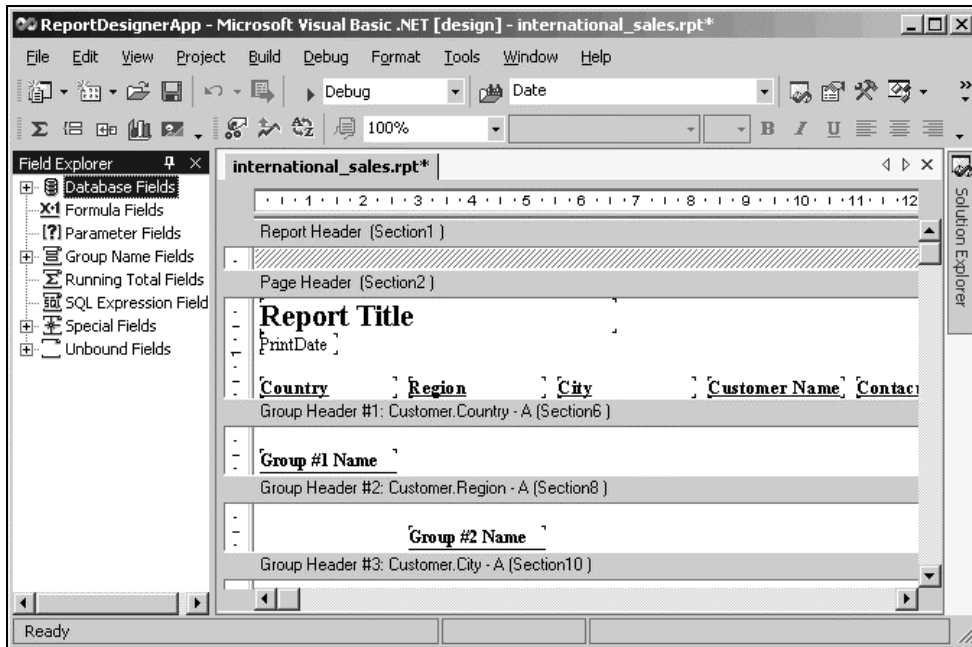 ReportDesignerApp - Microsoft Visual Basic .NET [design] - international_sales.rpt*
File Edit View Project Build Debug Format Tools Window Help
Debug Date
100% B I U
Field Explorer
international_sales.rpt*
Database Fields
Formula Fields
Parameter Fields
Group Name Fields
Running Total Fields
SQL Expression Field
Special Fields
Unbound Fields
1 2 3 4 5 6 7 8 9 10 11 12
Report Header (Section1 )
Page Header (Section2 )
Report Title
PrintDate
Country Region City Customer Name Contact
Group Header #1: Customer.Country - A (Section6 )
Group #1 Name
Group Header #2: Customer.Region - A (Section8 )
Group #2 Name
Group Header #3: Customer.City - A (Section10 )
Solution Explorer
Ready